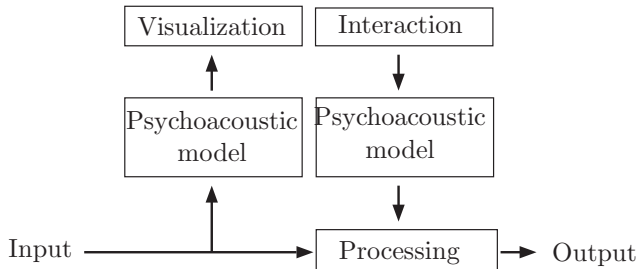 Visualization
Interaction
Psychoacoustic
model
Psychoacoustic
model
Input
Processing
Output